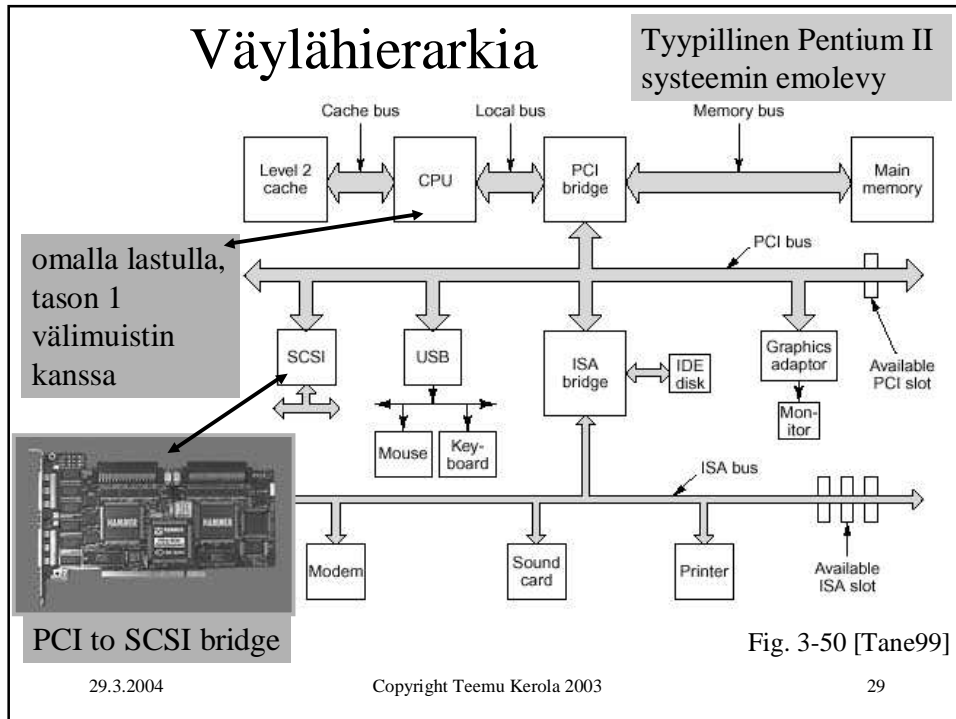 Väylähierarkia
Tyypillinen Pentium II
systeemin emolevy
Cache bus
Local bus
Memory bus
Level 2
cache
CPU
PCI
bridge
Main
memory
omalla lastulla,
tason 1
välimuistin
kanssa
PCI bus
SCSI
USB
ISA
bridge
IDE
disk
Graphics
adaptor
Available
PCI slot
Mouse
Key-
board
Mon-
itor
ISA bus
HAMMER
HAMMER
Modem
Sound
card
Printer
Available
ISA slot
PCI to SCSI bridge
Fig. 3-50 [Tane99]
29.3.2004
Copyright Teemu Kerola 2003
29